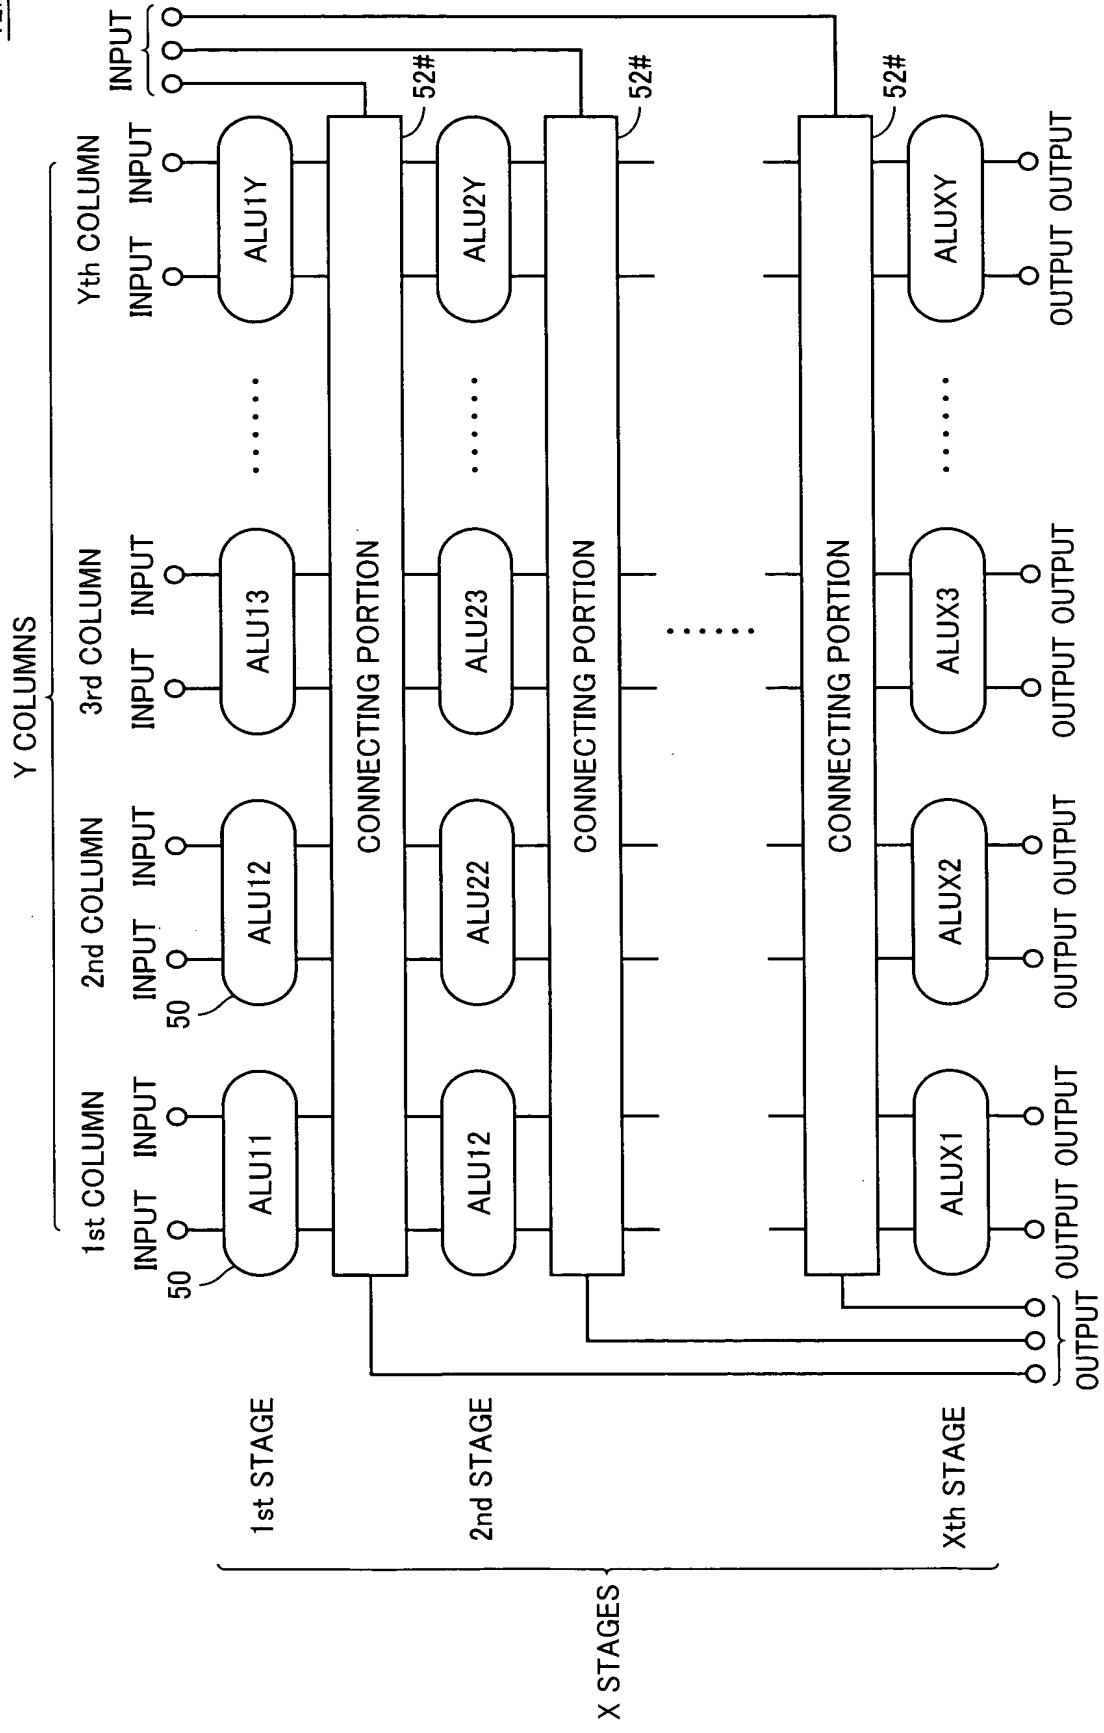 Y COLUMNS
1st COLUMN 2nd COLUMN 3rd COLUMN Yth COLUMN
INPUT
INPUT INPUT INPUT INPUT INPUT INPUT INPUT INPUT
50 50
1st STAGE ALU11 ALU12 ALU13 ...... ALU1Y
CONNECTING PORTION
52#
2nd STAGE ALU12 ALU22 ALU23 ...... ALU2Y
CONNECTING PORTION
52#
X STAGES
......
CONNECTING PORTION
52#
Xth STAGE ALUX1 ALUX2 ALUX3 ...... ALUXY
OUTPUT OUTPUT OUTPUT OUTPUT OUTPUT OUTPUT OUTPUT OUTPUT
OUTPUT